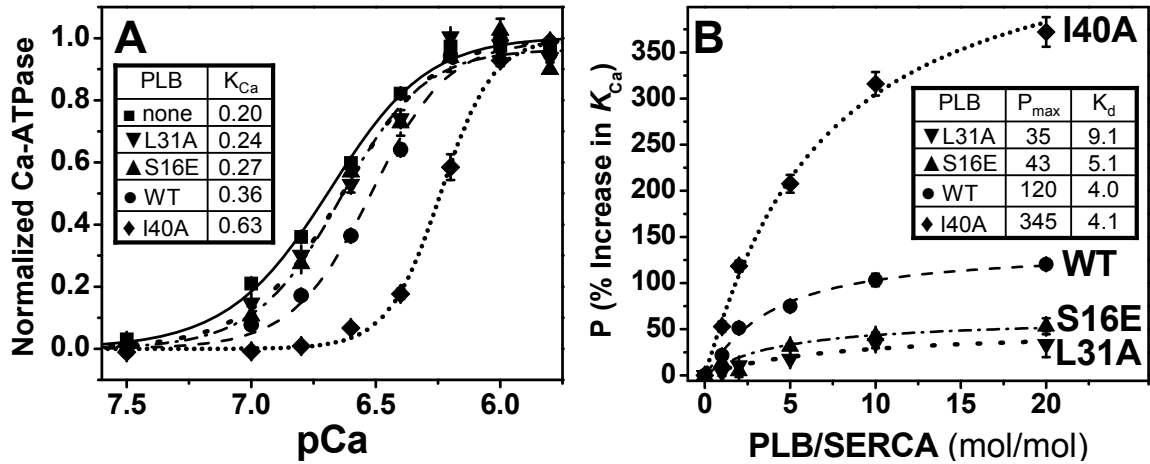 A
Normalized Ca-ATPase
1.0
0.8
0.6
0.4
0.2
0.0
PLB K_Ca
■ none 0.20
▼ L31A 0.24
▲ S16E 0.27
● WT 0.36
◆ I40A 0.63
7.5 7.0 6.5 6.0
pCa
B
P (% Increase in K_Ca)
350
300
250
200
150
100
50
0
I40A
PLB P_max K_d
▼ L31A 35 9.1
▲ S16E 43 5.1
● WT 120 4.0
◆ I40A 345 4.1
WT
S16E
L31A
0 5 10 15 20
PLB/SERCA (mol/mol)